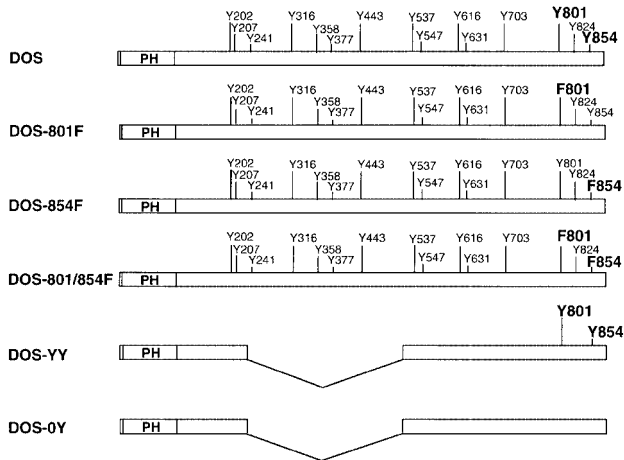 Y202 Y316 Y443 Y537 Y616 Y703 Y801
Y207 Y358 Y824
Y241 Y377 Y547 Y631 Y854
DOS PH
Y202 Y316 Y443 Y537 Y616 Y703 F801
Y207 Y358 Y824
Y241 Y377 Y547 Y631 Y854
DOS-801F PH
Y202 Y316 Y443 Y537 Y616 Y703 Y801
Y207 Y358 Y824
Y241 Y377 Y547 Y631 F854
DOS-854F PH
Y202 Y316 Y443 Y537 Y616 Y703 F801
Y207 Y358 Y824
Y241 Y377 Y547 Y631 F854
DOS-801/854F PH
Y801
Y854
DOS-YY PH
DOS-0Y PH